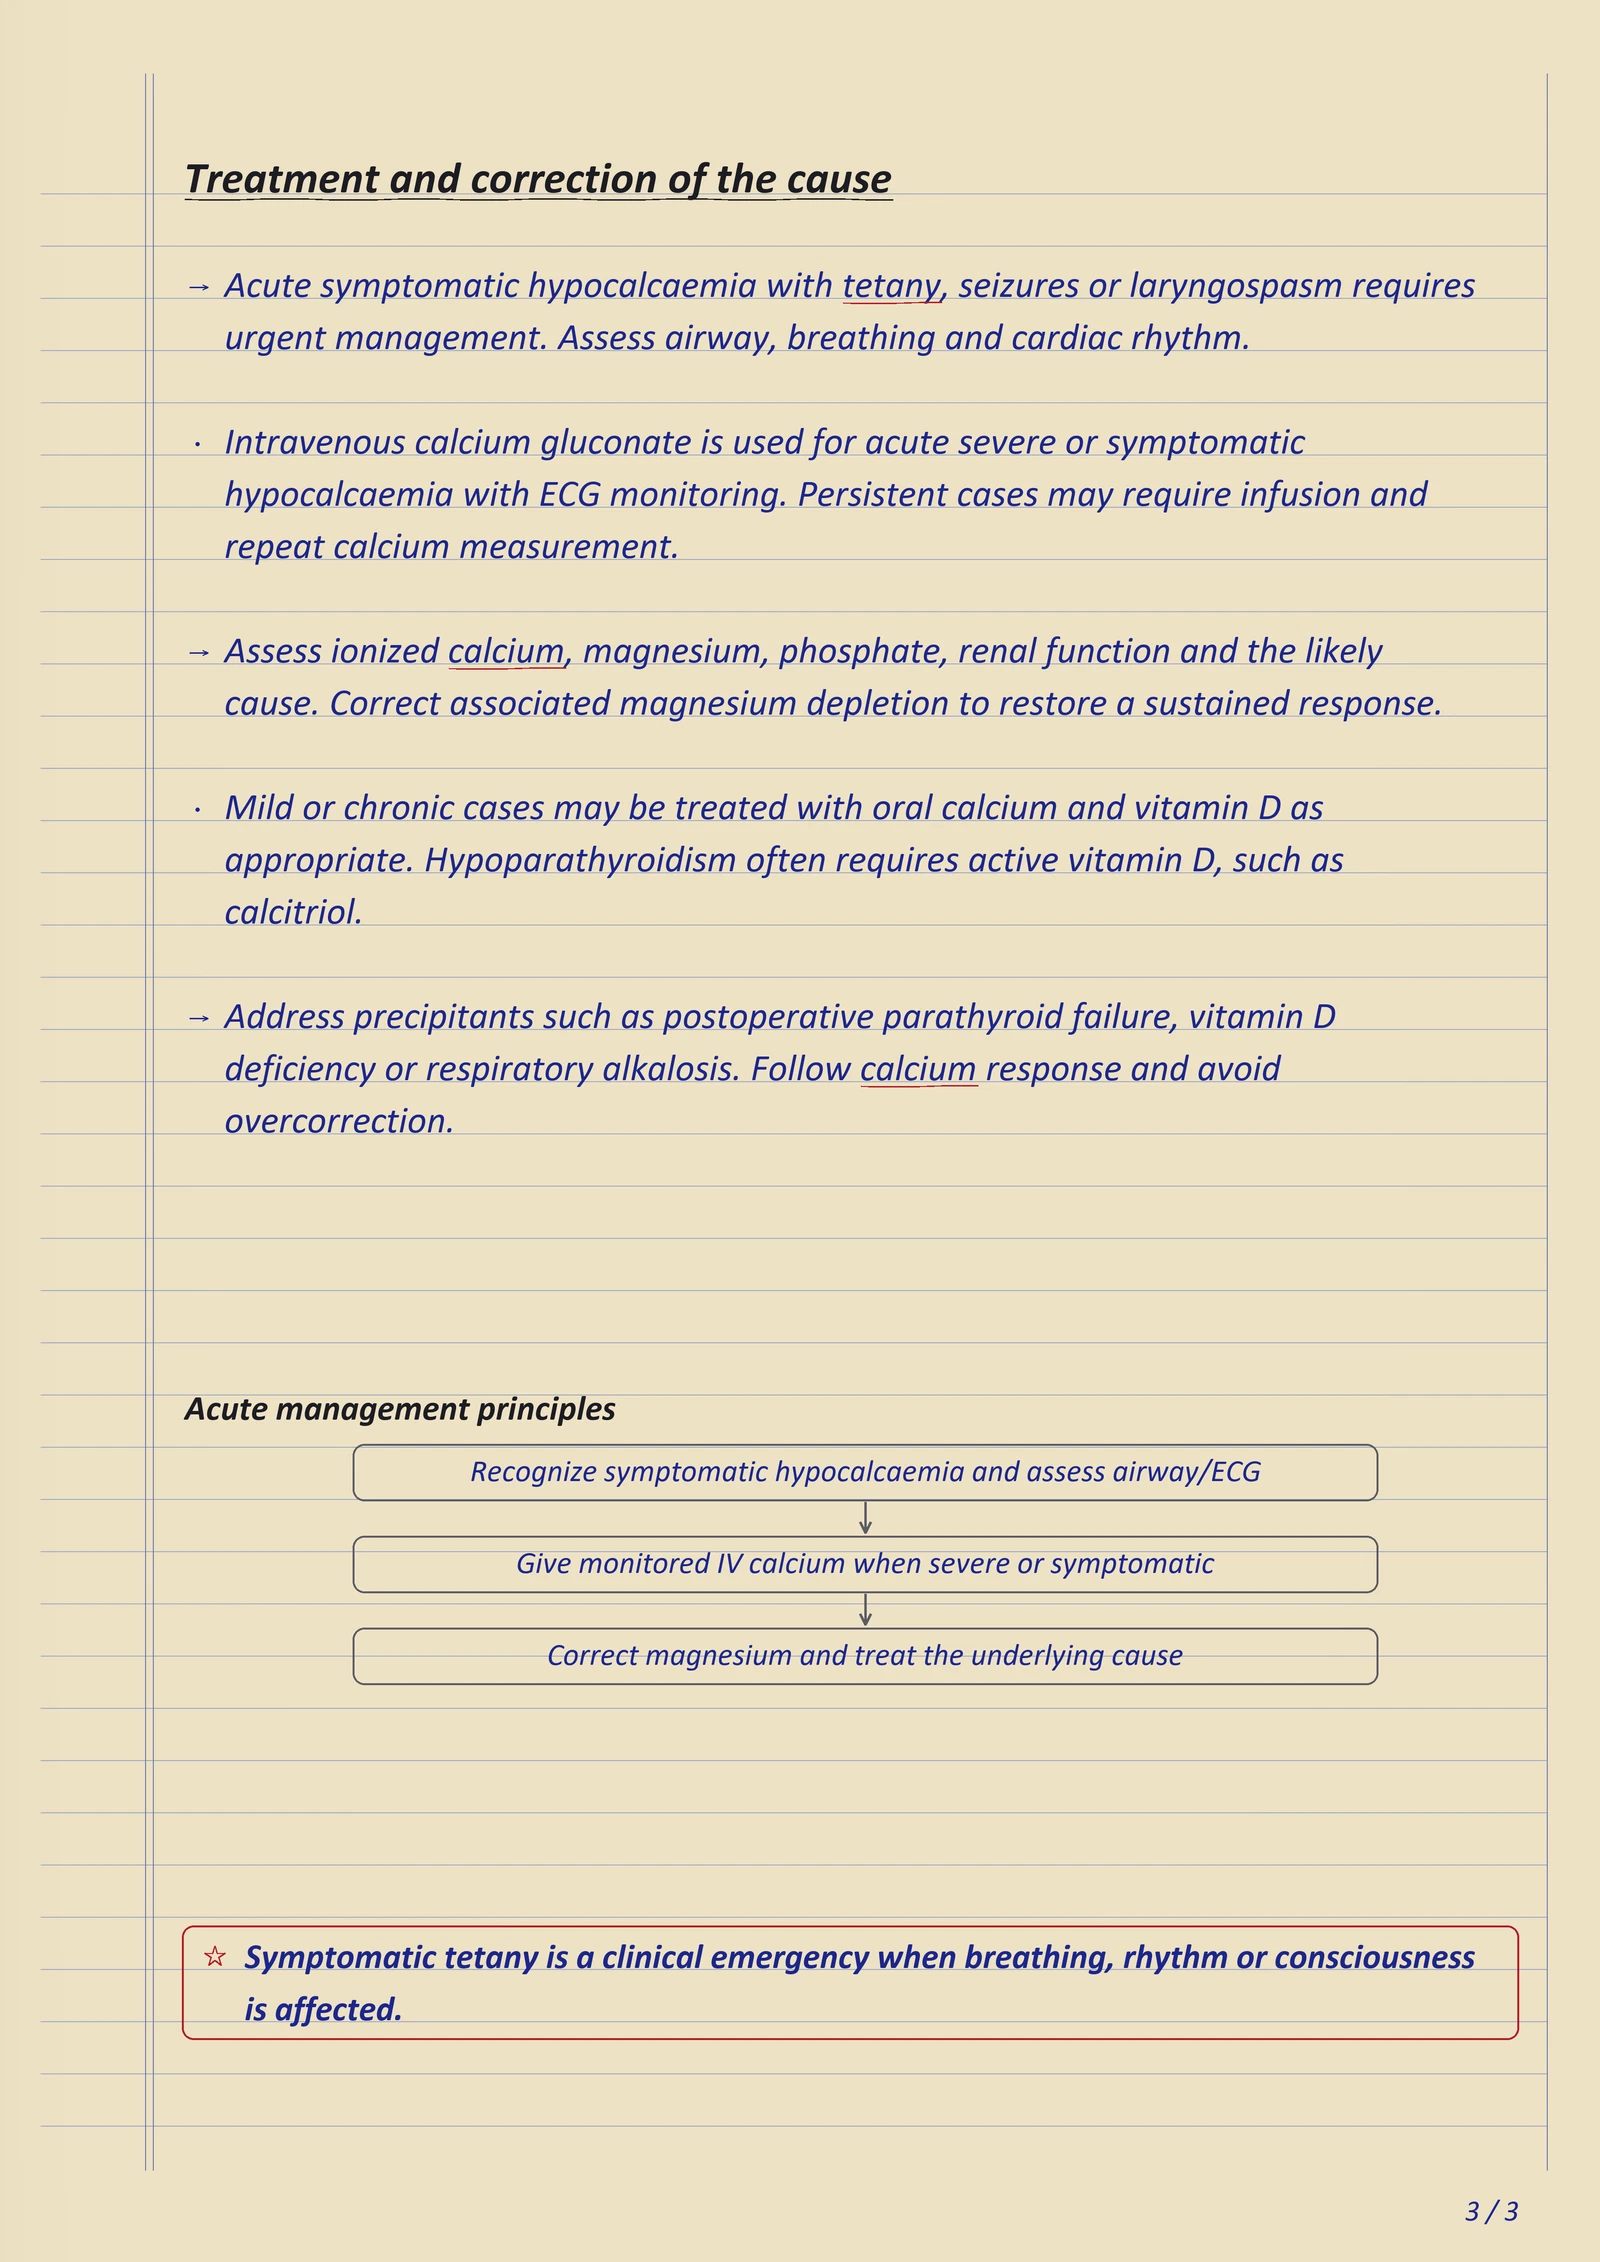 Treatment and correction of the cause
→ Acute symptomatic hypocalcaemia with tetany, seizures or laryngospasm requires
urgent management. Assess airway, breathing and cardiac rhythm.
· Intravenous calcium gluconate is used for acute severe or symptomatic
hypocalcaemia with ECG monitoring. Persistent cases may require infusion and
repeat calcium measurement.
→ Assess ionized calcium, magnesium, phosphate, renal function and the likely
cause. Correct associated magnesium depletion to restore a sustained response.
· Mild or chronic cases may be treated with oral calcium and vitamin D as
appropriate. Hypoparathyroidism often requires active vitamin D, such as
calcitriol.
→ Address precipitants such as postoperative parathyroid failure, vitamin D
deficiency or respiratory alkalosis. Follow calcium response and avoid
overcorrection.
Acute management principles
Recognize symptomatic hypocalcaemia and assess airway/ECG
Give monitored IV calcium when severe or symptomatic
Correct magnesium and treat the underlying cause
☆ Symptomatic tetany is a clinical emergency when breathing, rhythm or consciousness
is affected.
3 / 3